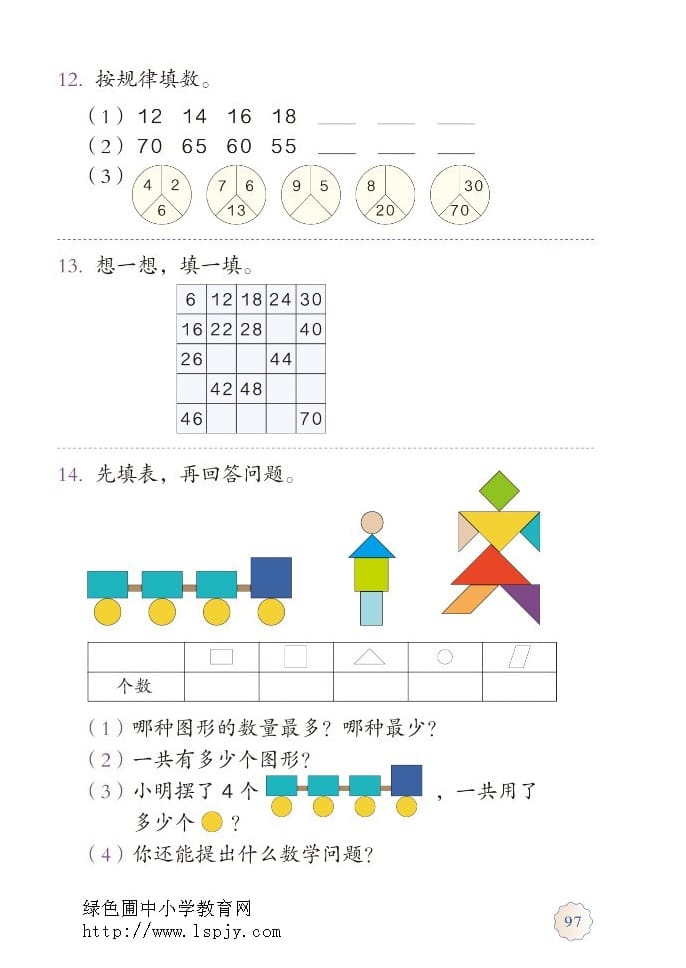 12. 按规律填数。
（1）12 14 16 18 ___ ___ ___
（2）70 65 60 55 ___ ___ ___
（3） 4 2 6 7 6 13 9 5 8 20 30 70
13. 想一想，填一填。
6 12 18 24 30
16 22 28 40
26 44
42 48
46 70
14. 先填表，再回答问题。
个数
（1）哪种图形的数量最多？哪种最少？
（2）一共有多少个图形？
（3）小明摆了 4 个 ，一共用了
多少个 ？
（4）你还能提出什么数学问题？
绿色圃中小学教育网
http://www.lspjy.com/
97